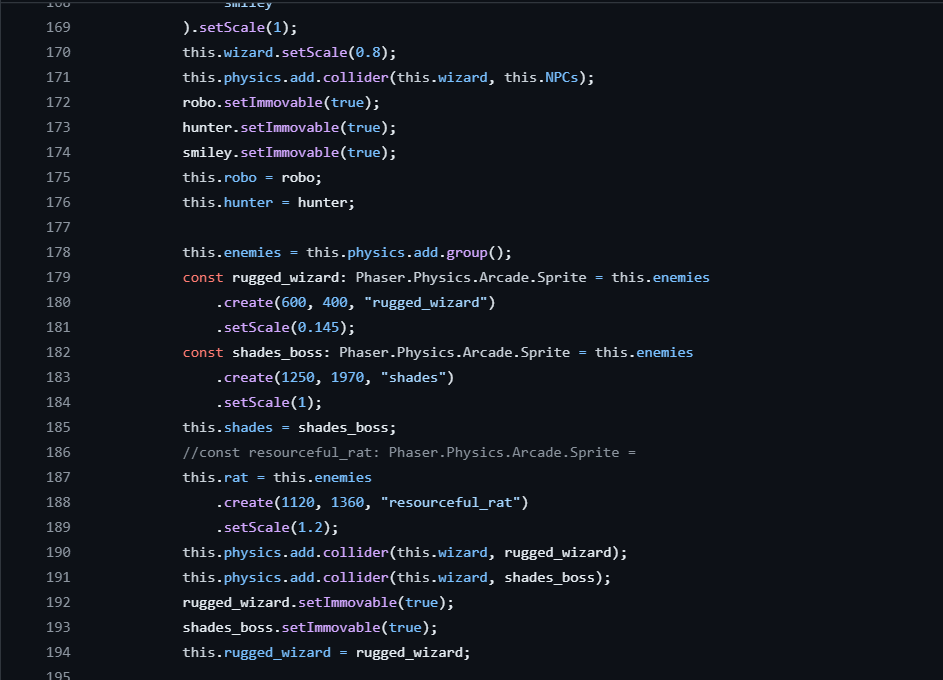 168 smiley
169 ).setScale(1);
170 this.wizard.setScale(0.8);
171 this.physics.add.collider(this.wizard, this.NPCs);
172 robo.setImmovable(true);
173 hunter.setImmovable(true);
174 smiley.setImmovable(true);
175 this.robo = robo;
176 this.hunter = hunter;
177
178 this.enemies = this.physics.add.group();
179 const rugged_wizard: Phaser.Physics.Arcade.Sprite = this.enemies
180 .create(600, 400, "rugged_wizard")
181 .setScale(0.145);
182 const shades_boss: Phaser.Physics.Arcade.Sprite = this.enemies
183 .create(1250, 1970, "shades")
184 .setScale(1);
185 this.shades = shades_boss;
186 //const resourceful_rat: Phaser.Physics.Arcade.Sprite =
187 this.rat = this.enemies
188 .create(1120, 1360, "resourceful_rat")
189 .setScale(1.2);
190 this.physics.add.collider(this.wizard, rugged_wizard);
191 this.physics.add.collider(this.wizard, shades_boss);
192 rugged_wizard.setImmovable(true);
193 shades_boss.setImmovable(true);
194 this.rugged_wizard = rugged_wizard;
195